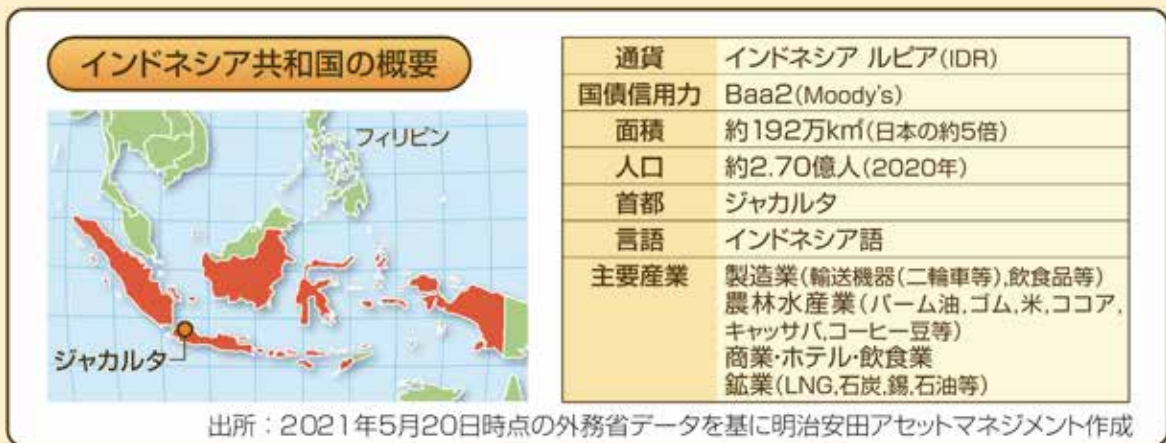 インドネシア共和国の概要
フィリピン
ジャカルタ
通貨 インドネシア ルピア(IDR)
国債信用力 Baa2(Moody's)
面積 約192万k㎡(日本の約5倍)
人口 約2.70億人(2020年)
首都 ジャカルタ
言語 インドネシア語
主要産業 製造業(輸送機器(二輪車等),飲食品等)
農林水産業(パーム油,ゴム,米,ココア,
キャッサバ,コーヒー豆等)
商業・ホテル・飲食業
鉱業(LNG,石炭,錫,石油等)
出所：2021年5月20日時点の外務省データを基に明治安田アセットマネジメント作成